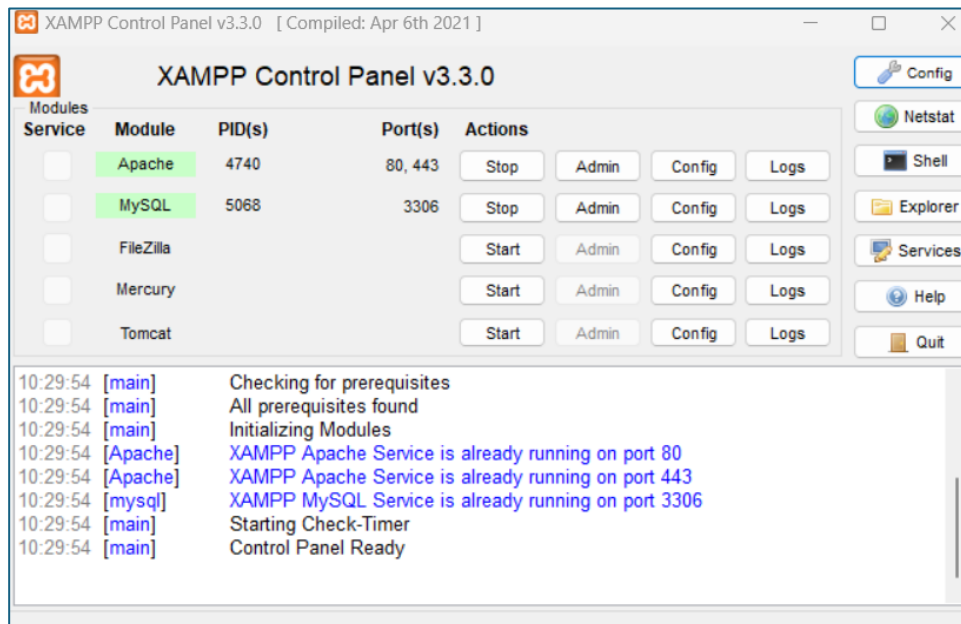 XAMPP Control Panel v3.3.0 [ Compiled: Apr 6th 2021 ]
XAMPP Control Panel v3.3.0
Config
Modules
Service Module PID(s) Port(s) Actions
Netstat
Apache 4740 80, 443 Stop Admin Config Logs
Shell
MySQL 5068 3306 Stop Admin Config Logs
Explorer
FileZilla Start Admin Config Logs
Services
Mercury Start Admin Config Logs
Help
Tomcat Start Admin Config Logs
Quit
10:29:54 [main] Checking for prerequisites
10:29:54 [main] All prerequisites found
10:29:54 [main] Initializing Modules
10:29:54 [Apache] XAMPP Apache Service is already running on port 80
10:29:54 [Apache] XAMPP Apache Service is already running on port 443
10:29:54 [mysql] XAMPP MySQL Service is already running on port 3306
10:29:54 [main] Starting Check-Timer
10:29:54 [main] Control Panel Ready